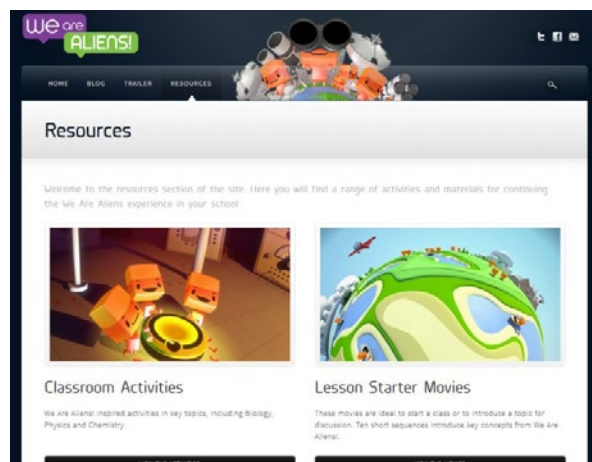 We are
ALIENS!
HOME BLOG TRAILER RESOURCES
Resources
Welcome to the resources section of the site. Here you will find a range of activities and materials for continuing
the We Are Aliens experience in your school
Classroom Activities
Lesson Starter Movies
We Are Aliens! inspired activities in key topics, including Biology,
Physics and Chemistry
These movies are ideal to start a class or to introduce a topic for
discussion. Ten short sequences introduce key concepts from We Are
Aliens!.